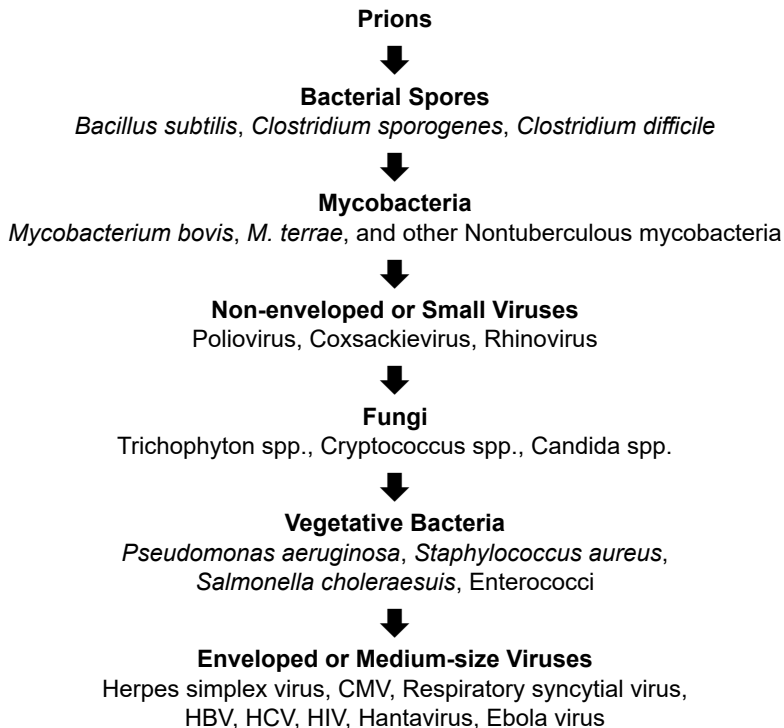 Prions
Bacterial Spores
Bacillus subtilis, Clostridium sporogenes, Clostridium difficile
Mycobacteria
Mycobacterium bovis, M. terrae, and other Nontuberculous mycobacteria
Non-enveloped or Small Viruses
Poliovirus, Coxsackievirus, Rhinovirus
Fungi
Trichophyton spp., Cryptococcus spp., Candida spp.
Vegetative Bacteria
Pseudomonas aeruginosa, Staphylococcus aureus,
Salmonella choleraesuis, Enterococci
Enveloped or Medium-size Viruses
Herpes simplex virus, CMV, Respiratory syncytial virus,
HBV, HCV, HIV, Hantavirus, Ebola virus